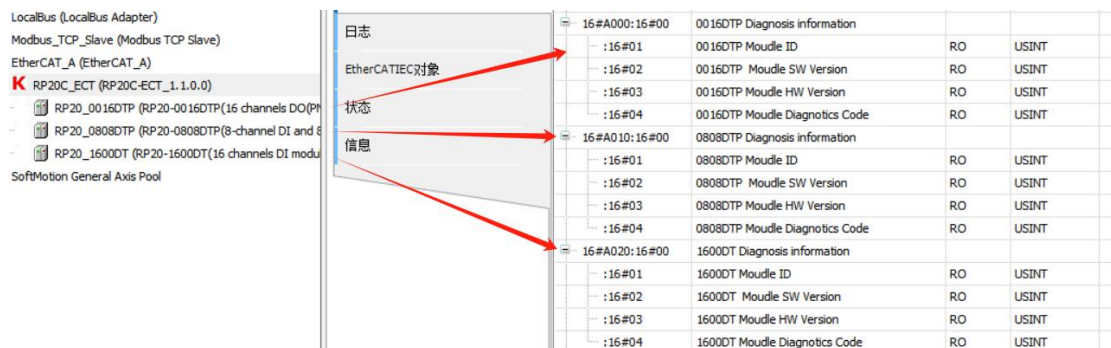 LocalBus (LocalBus Adapter)
Modbus_TCP_Slave (Modbus TCP Slave)
EtherCAT_A (EtherCAT_A)
K RP20C_ECT (RP20C-ECT_1.1.0.0)
RP20_0016DTP (RP20-0016DTP(16 channels DO(PN
RP20_0808DTP (RP20-0808DTP(8-channel DI and 8
RP20_1600DT (RP20-1600DT(16 channels DI modu
SoftMotion General Axis Pool
日志
EtherCATIEC对象
状态
信息
16#A000:16#00 0016DTP Diagnosis information
:16#01 0016DTP Moudle ID RO USINT
:16#02 0016DTP Moudle SW Version RO USINT
:16#03 0016DTP Moudle HW Version RO USINT
:16#04 0016DTP Moudle Diagnotics Code RO USINT
16#A010:16#00 0808DTP Diagnosis information
:16#01 0808DTP Moudle ID RO USINT
:16#02 0808DTP Moudle SW Version RO USINT
:16#03 0808DTP Moudle HW Version RO USINT
:16#04 0808DTP Moudle Diagnotics Code RO USINT
16#A020:16#00 1600DT Diagnosis information
:16#01 1600DT Moudle ID RO USINT
:16#02 1600DT Moudle SW Version RO USINT
:16#03 1600DT Moudle HW Version RO USINT
:16#04 1600DT Moudle Diagnotics Code RO USINT